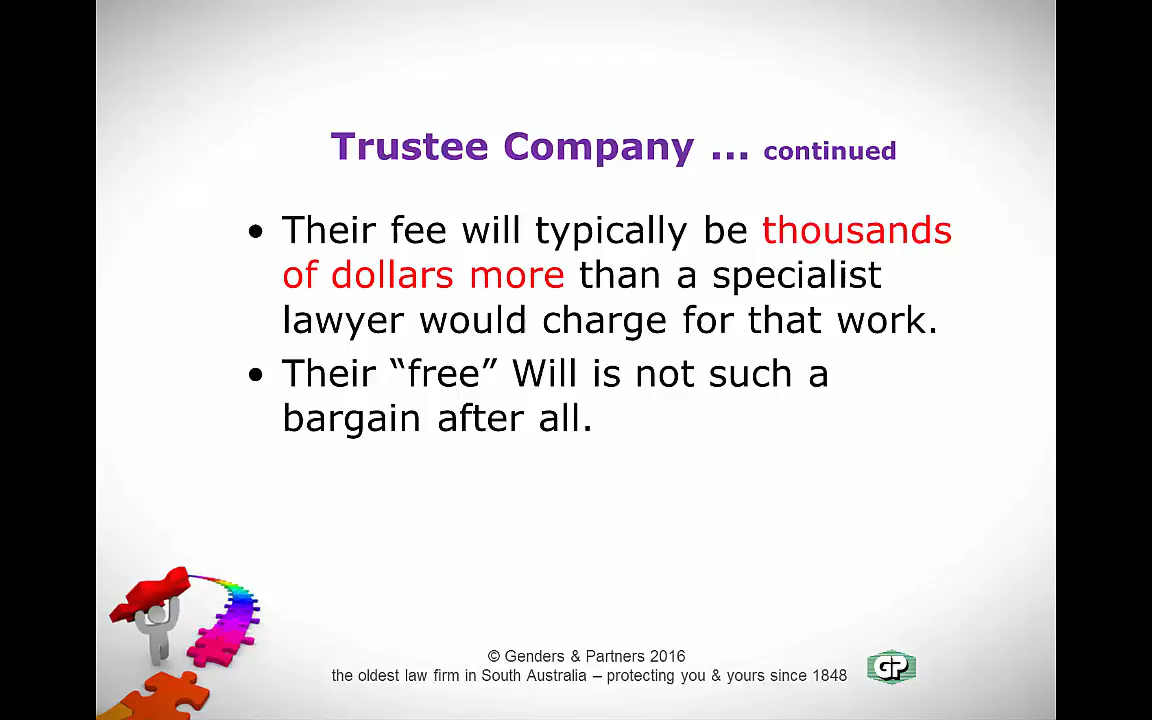 Trustee Company ... continued
• Their fee will typically be thousands
of dollars more than a specialist
lawyer would charge for that work.
• Their “free” Will is not such a
bargain after all.
© Genders & Partners 2016
the oldest law firm in South Australia – protecting you & yours since 1848
GP